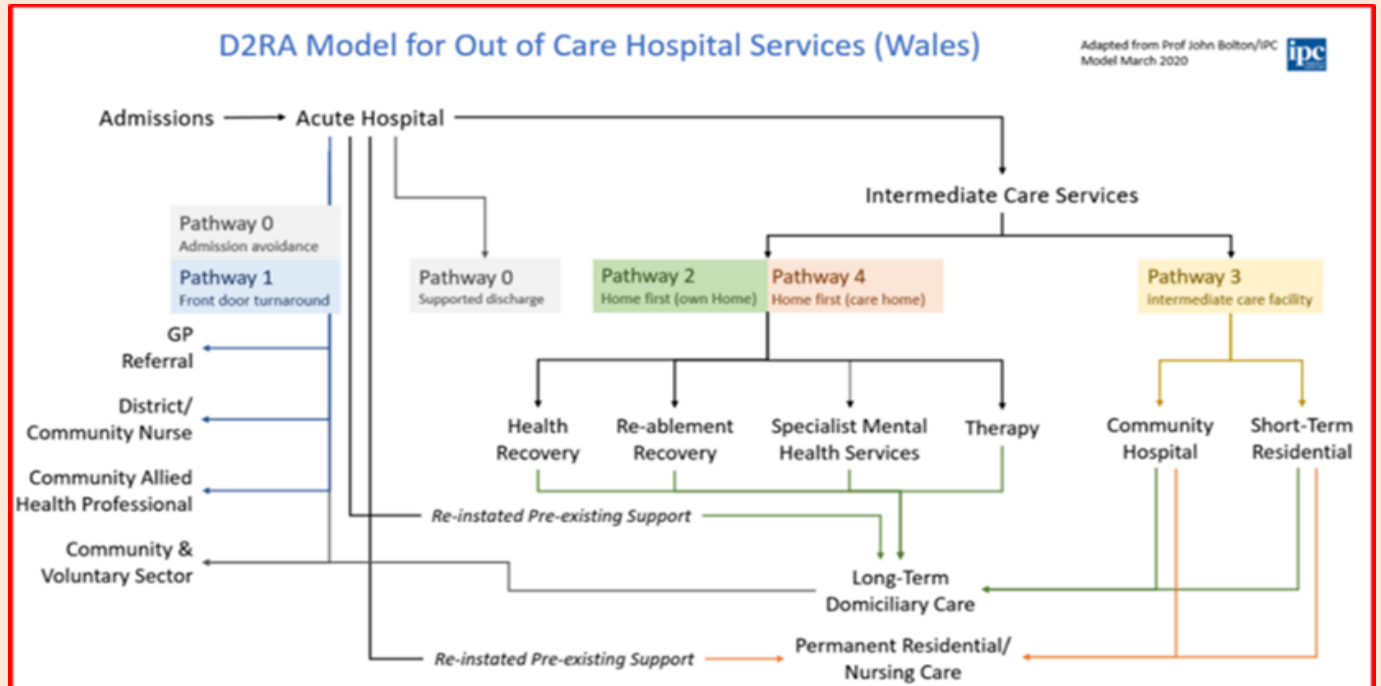 D2RA Model for Out of Care Hospital Services (Wales)
Adapted from Prof John Bolton/IPC
Model March 2020
ipc
Admissions
Acute Hospital
Intermediate Care Services
Pathway 0
Admission avoidance
Pathway 1
Front door turnaround
Pathway 0
Supported discharge
Pathway 2
Home first (own Home)
Pathway 4
Home first (care home)
Pathway 3
intermediate care facility
GP
Referral
District/
Community Nurse
Community Allied
Health Professional
Community &
Voluntary Sector
Health
Recovery
Re-ablement
Recovery
Specialist Mental
Health Services
Therapy
Community
Hospital
Short-Term
Residential
Re-instated Pre-existing Support
Long-Term
Domiciliary Care
Re-instated Pre-existing Support
Permanent Residential/
Nursing Care